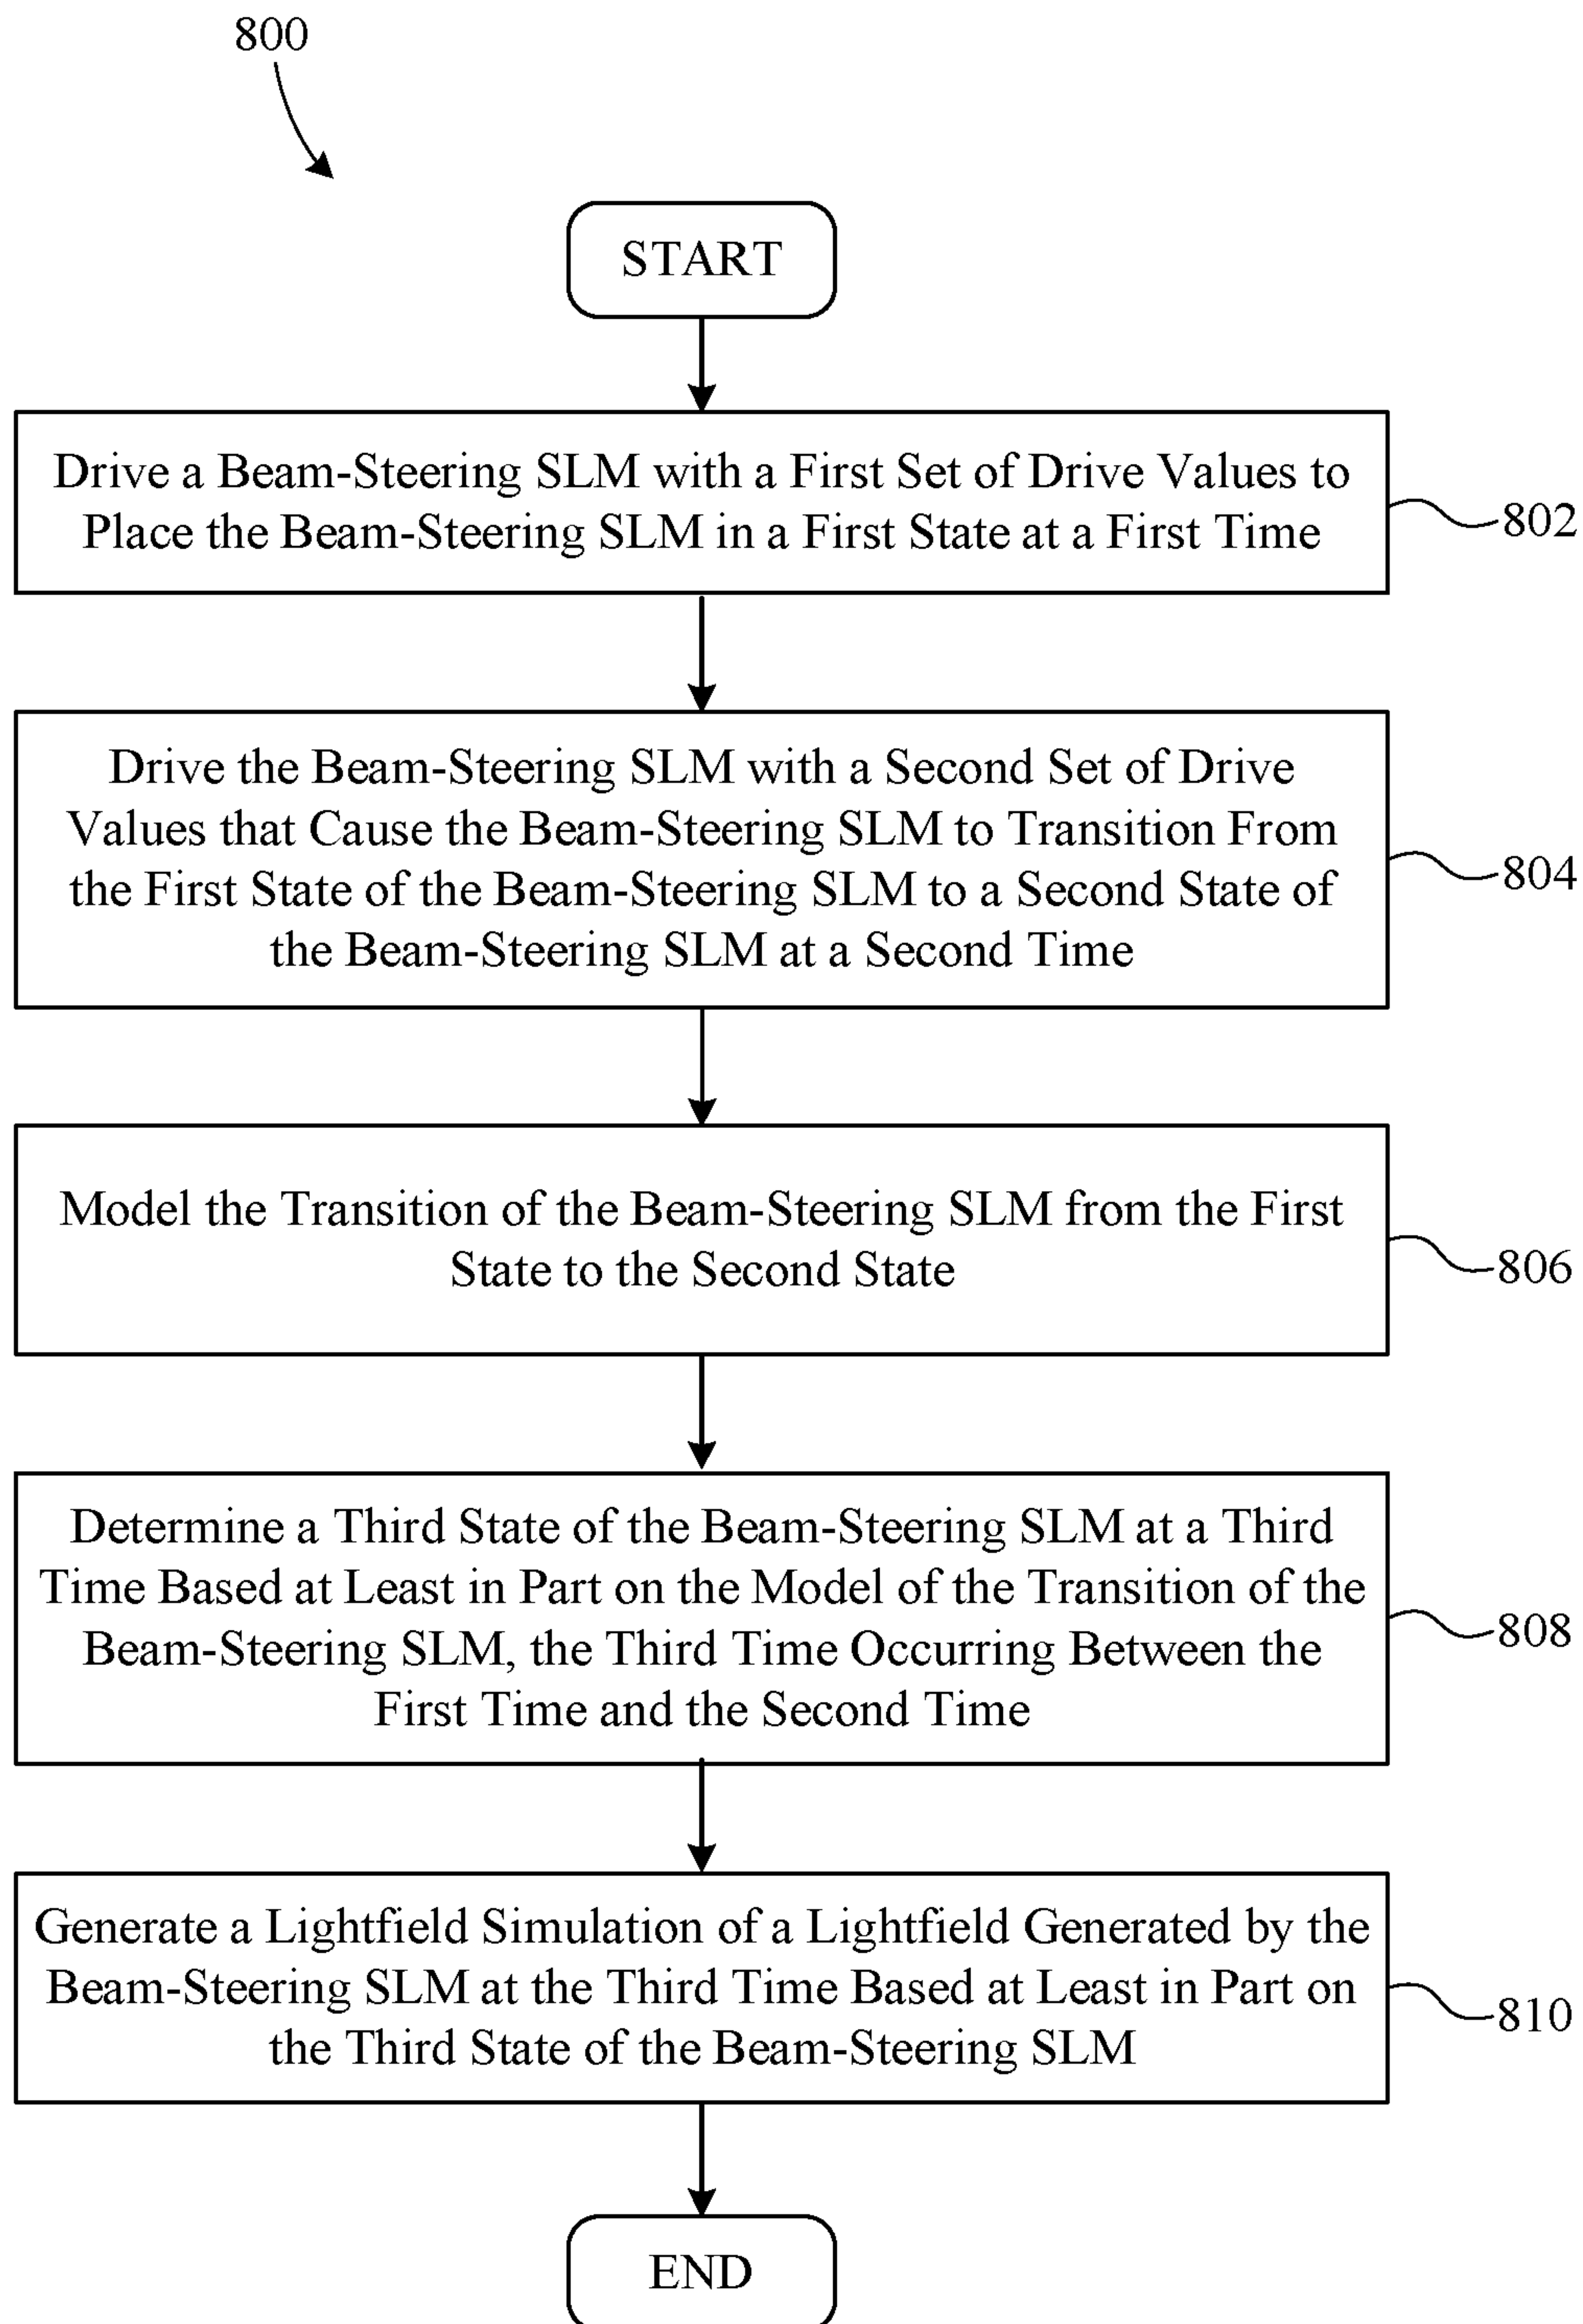 800
START
Drive a Beam-Steering SLM with a First Set of Drive Values to
Place the Beam-Steering SLM in a First State at a First Time
802
Drive the Beam-Steering SLM with a Second Set of Drive
Values that Cause the Beam-Steering SLM to Transition From
the First State of the Beam-Steering SLM to a Second State of
the Beam-Steering SLM at a Second Time
804
Model the Transition of the Beam-Steering SLM from the First
State to the Second State
806
Determine a Third State of the Beam-Steering SLM at a Third
Time Based at Least in Part on the Model of the Transition of the
Beam-Steering SLM, the Third Time Occurring Between the
First Time and the Second Time
808
Generate a Lightfield Simulation of a Lightfield Generated by the
Beam-Steering SLM at the Third Time Based at Least in Part on
the Third State of the Beam-Steering SLM
810
END